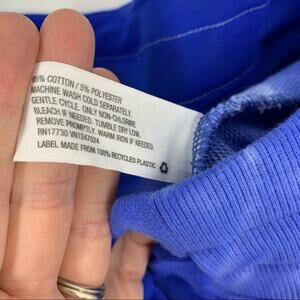 95% COTTON / 5% POLYESTER
MACHINE WASH COLD SEPARATELY.
GENTLE CYCLE. ONLY NON-CHLORINE
BLEACH IF NEEDED. TUMBLE DRY LOW.
REMOVE PROMPTLY. WARM IRON IF NEEDED.
RN17730 VN1247024
LABEL MADE FROM 100% RECYCLED PLASTIC